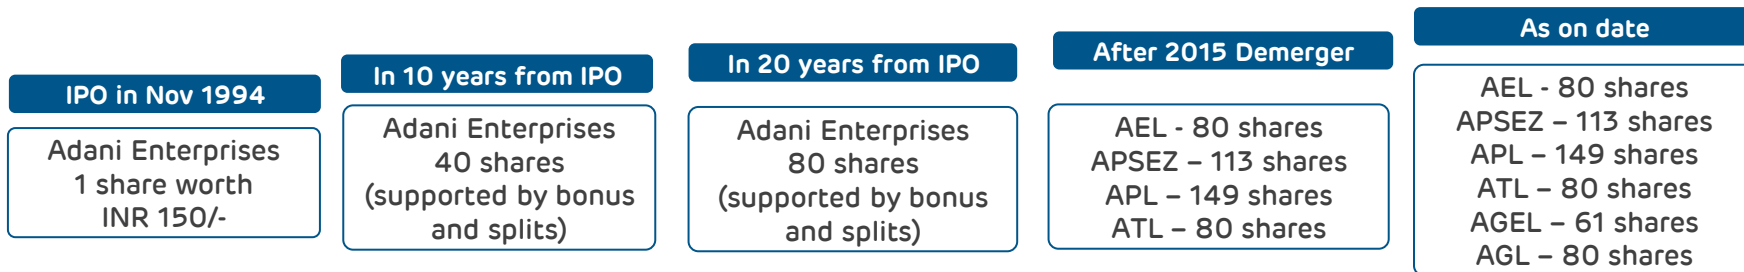 IPO in Nov 1994
Adani Enterprises
1 share worth
INR 150/-
In 10 years from IPO
Adani Enterprises
40 shares
(supported by bonus
and splits)
In 20 years from IPO
Adani Enterprises
80 shares
(supported by bonus
and splits)
After 2015 Demerger
AEL - 80 shares
APSEZ – 113 shares
APL – 149 shares
ATL – 80 shares
As on date
AEL - 80 shares
APSEZ – 113 shares
APL – 149 shares
ATL – 80 shares
AGEL – 61 shares
AGL – 80 shares